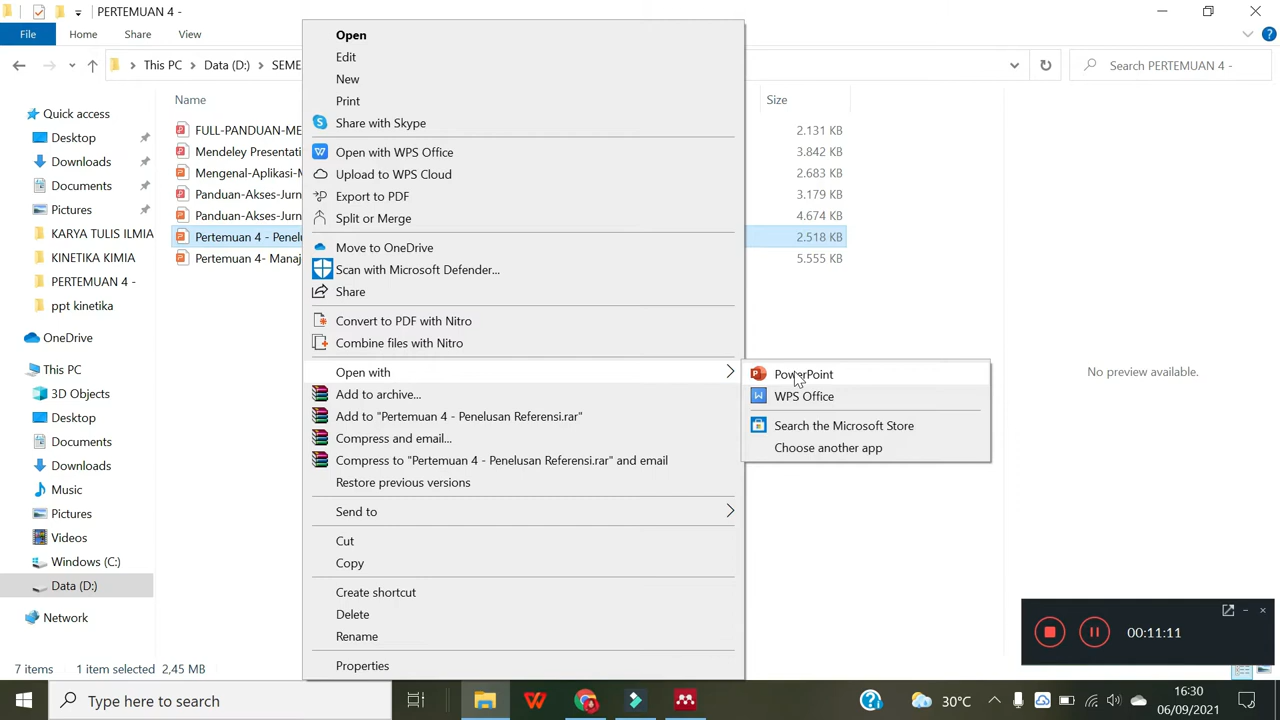 PERTEMUAN 4 -
File Home Share View
This PC Data (D:) SEME
Search PERTEMUAN 4 -
Name Size
FULL-PANDUAN-ME 2.131 KB
Mendeley Presentati 3.842 KB
Mengenal-Aplikasi-M 2.683 KB
Panduan-Akses-Jurn 3.179 KB
Panduan-Akses-Jurn 4.674 KB
Pertemuan 4 - Penelu 2.518 KB
Pertemuan 4- Manaj 5.555 KB
Quick access
Desktop
Downloads
Documents
Pictures
KARYA TULIS ILMIA
KINETIKA KIMIA
PERTEMUAN 4 -
ppt kinetika
OneDrive
This PC
3D Objects
Desktop
Documents
Downloads
Music
Pictures
Videos
Windows (C:)
Data (D:)
Network
Open
Edit
New
Print
Share with Skype
Open with WPS Office
Upload to WPS Cloud
Export to PDF
Split or Merge
Move to OneDrive
Scan with Microsoft Defender...
Share
Convert to PDF with Nitro
Combine files with Nitro
Open with
Add to archive...
Add to "Pertemuan 4 - Penelusan Referensi.rar"
Compress and email...
Compress to "Pertemuan 4 - Penelusan Referensi.rar" and email
Restore previous versions
Send to
Cut
Copy
Create shortcut
Delete
Rename
Properties
PowerPoint
WPS Office
Search the Microsoft Store
Choose another app
No preview available.
00:11:11
7 items 1 item selected 2,45 MB
Type here to search
30°C
16:30
06/09/2021